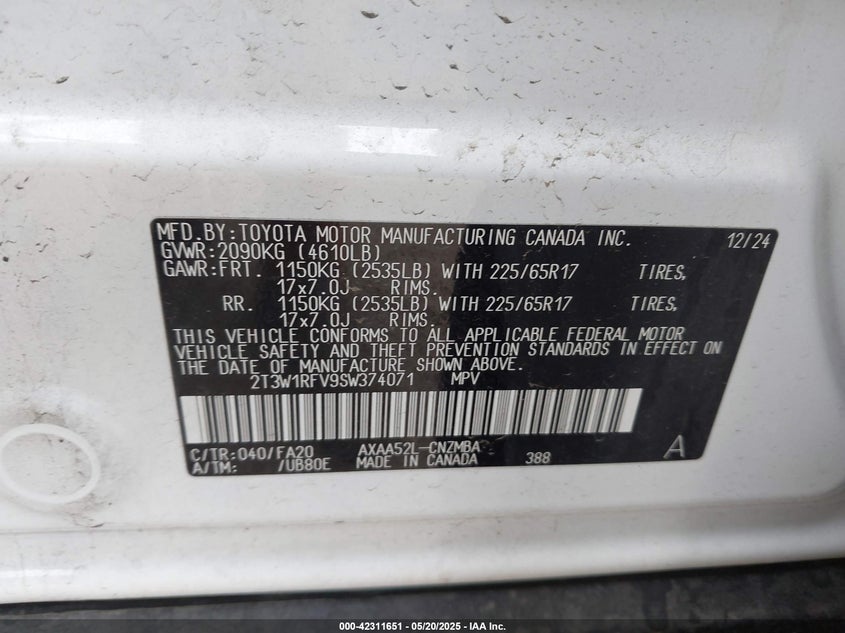 MFD.BY:TOYOTA MOTOR MANUFACTURING CANADA INC. 12/24
GVWR:2090KG (4610LB)
GAWR:FRT. 1150KG (2535LB) WITH 225/65R17 TIRES,
17x7.0J RIMS.
RR. 1150KG (2535LB) WITH 225/65R17 TIRES,
17x7.0J RIMS.
THIS VEHICLE CONFORMS TO ALL APPLICABLE FEDERAL MOTOR
VEHICLE SAFETY AND THEFT PREVENTION STANDARDS IN EFFECT ON
THE DATE OF MANUFACTURE SHOWN ABOVE.
2T3W1RFV9SW374071 MPV
C/TR:040/FA20 AXAA52L-CNZMBA
A/TM: /UB80E MADE IN CANADA 388 A
000-42311651 — 05/20/2025 — IAA Inc.